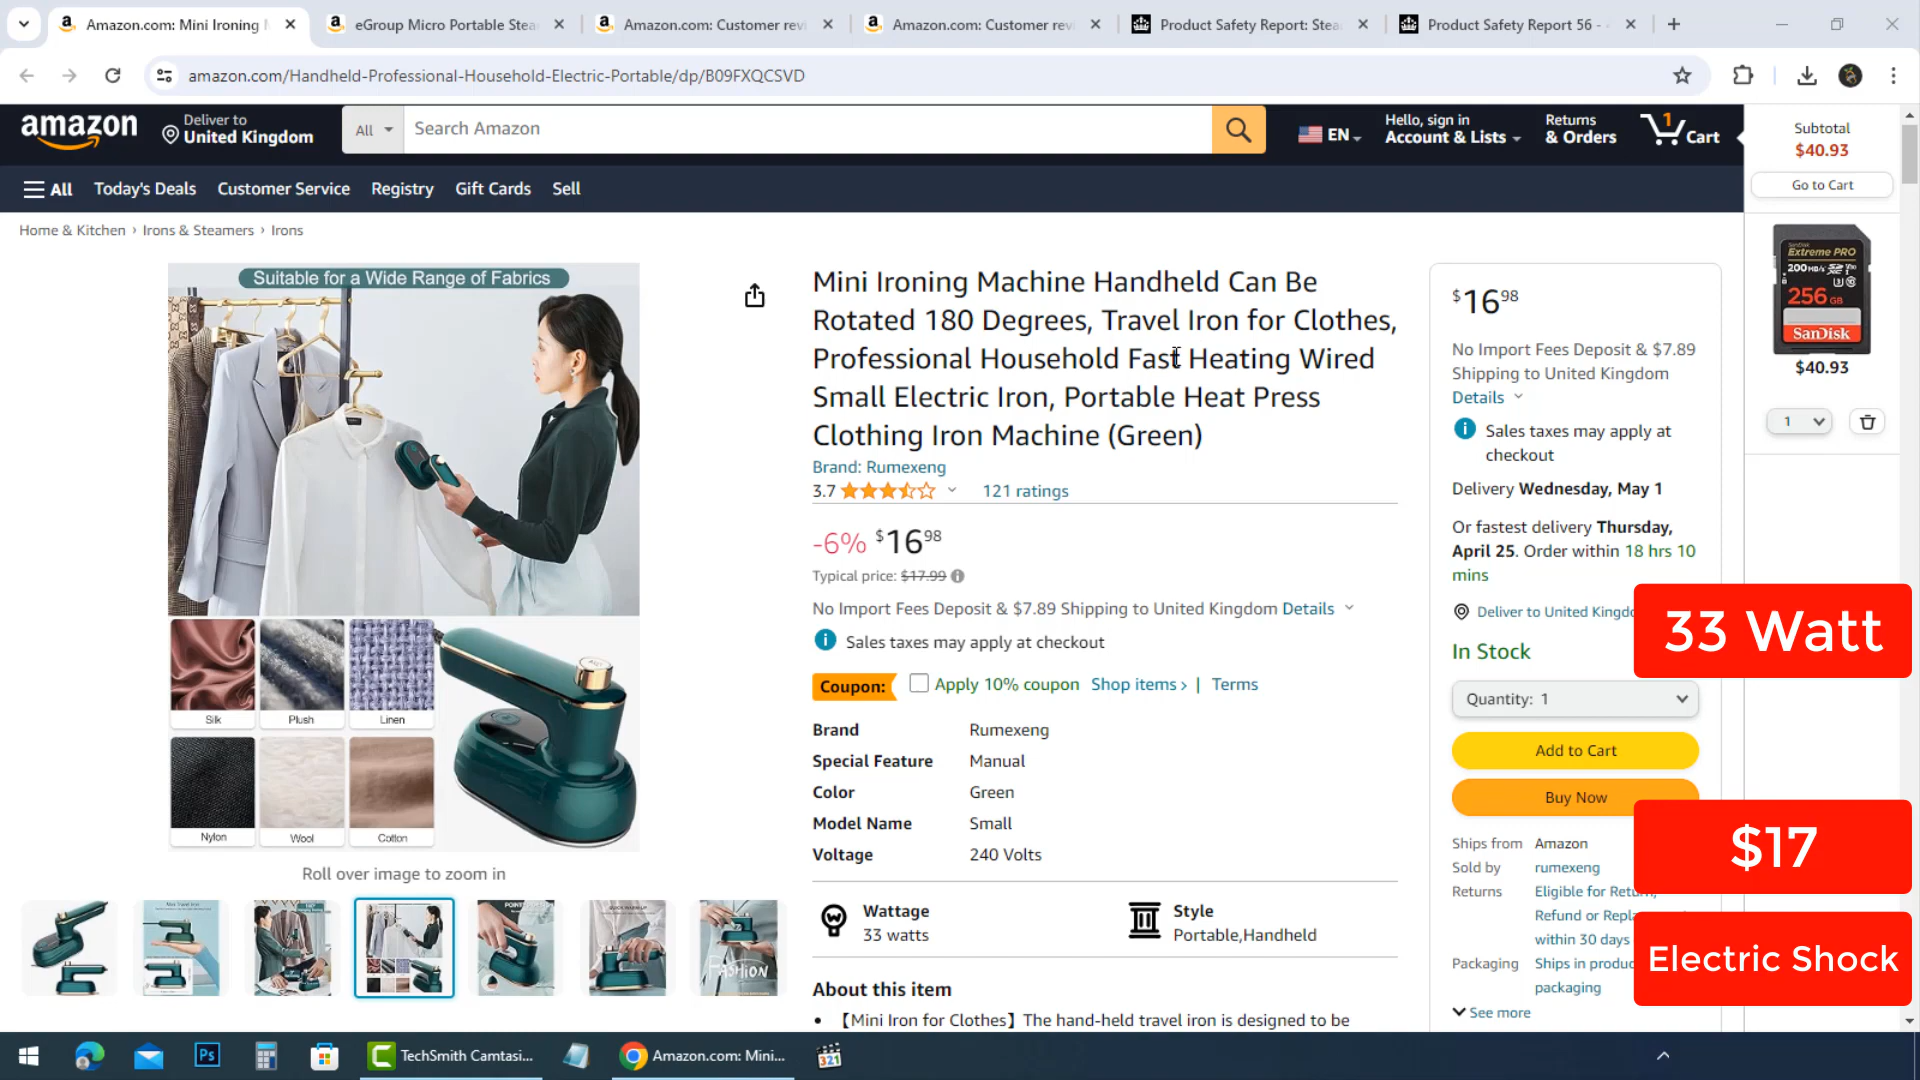 Amazon.com: Mini Ironing
eGroup Micro Portable Stea
Amazon.com: Customer rev
Amazon.com: Customer rev
Product Safety Report: Stea
Product Safety Report 56 -
amazon.com/Handheld-Professional-Household-Electric-Portable/dp/B09FXQCSVD
amazon
Deliver to
United Kingdom
All
Search Amazon
EN
Hello, sign in
Account & Lists
Returns
& Orders
1
Cart
Subtotal
$40.93
Go to Cart
All
Today's Deals
Customer Service
Registry
Gift Cards
Sell
Home & Kitchen › Irons & Steamers › Irons
Suitable for a Wide Range of Fabrics
Silk
Plush
Linen
Nylon
Wool
Cotton
Roll over image to zoom in
FASHION
Mini Ironing Machine Handheld Can Be
Rotated 180 Degrees, Travel Iron for Clothes,
Professional Household Fast Heating Wired
Small Electric Iron, Portable Heat Press
Clothing Iron Machine (Green)
Brand: Rumexeng
3.7
121 ratings
-6% $16.98
Typical price: $17.99
No Import Fees Deposit & $7.89 Shipping to United Kingdom Details
Sales taxes may apply at checkout
Coupon:
Apply 10% coupon Shop items › | Terms
Brand Rumexeng
Special Feature Manual
Color Green
Model Name Small
Voltage 240 Volts
Wattage
33 watts
Style
Portable,Handheld
About this item
• 【Mini Iron for Clothes】The hand-held travel iron is designed to be
$16.98
No Import Fees Deposit & $7.89
Shipping to United Kingdom
Details
Sales taxes may apply at
checkout
Delivery Wednesday, May 1
Or fastest delivery Thursday,
April 25. Order within 18 hrs 10
mins
Deliver to United Kingdo
In Stock
Quantity: 1
Add to Cart
Buy Now
Ships from Amazon
Sold by rumexeng
Returns Eligible for Return,
Refund or Repla
within 30 days
Packaging Ships in produc
packaging
See more
SanDisk
Extreme PRO
200 MB/s
256 GB
SanDisk
$40.93
1
33 Watt
$17
Electric Shock
Ps
TechSmith Camtasi...
Amazon.com: Mini...
321